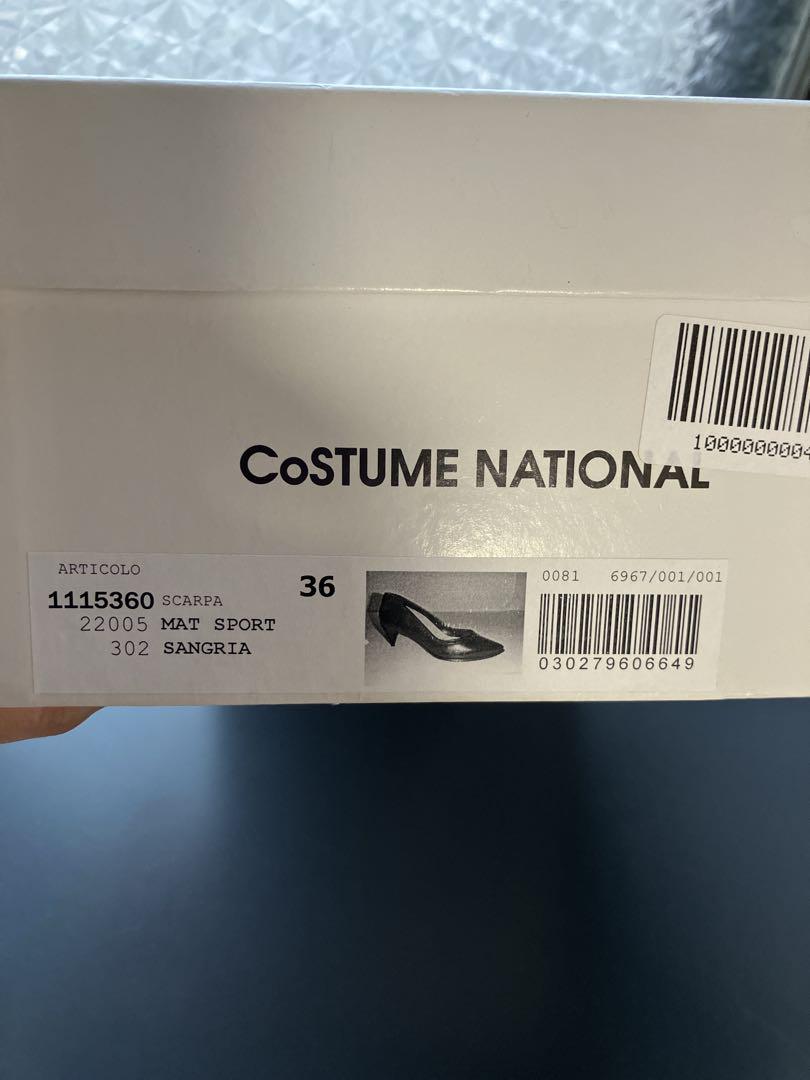 1000000004
CoSTUME NATIONAL
ARTICOLO
1115360 SCARPA
22005 MAT SPORT
302 SANGRIA
36
0081 6967/001/001
030279606649